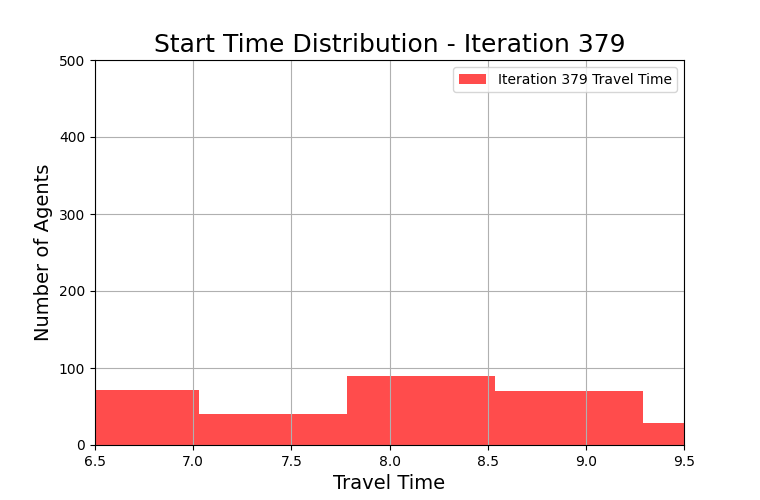 Start Time Distribution - Iteration 379
Iteration 379 Travel Time
Number of Agents
500
400
300
200
100
0
6.5 7.0 7.5 8.0 8.5 9.0 9.5
Travel Time